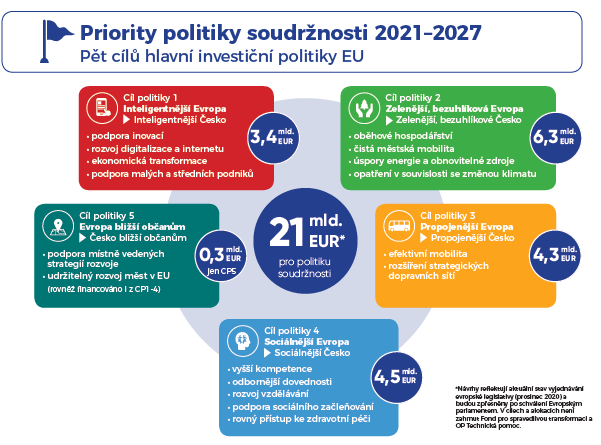 Priority politiky soudržnosti 2021–2027
Pět cílů hlavní investiční politiky EU
Cíl politiky 1
Inteligentnější Evropa
Inteligentnější Česko
• podpora inovací
• rozvoj digitalizace a internetu
• ekonomická transformace
• podpora malých a středních podniků
3,4 mld. EUR
Cíl politiky 2
Zelenější, bezuhlíková Evropa
Zelenější, bezuhlíkové Česko
• oběhové hospodářství
• čistá městská mobilita
• úspory energie a obnovitelné zdroje
• opatření v souvislosti se změnou klimatu
6,3 mld. EUR
Cíl politiky 5
Evropa bližší občanům
Česko bližší občanům
• podpora místně vedených
strategií rozvoje
• udržitelný rozvoj měst v EU
(rovněž financováno i z CP1 -4)
0,3 mld. EUR
jen CP5
21 mld. EUR*
pro politiku
soudržnosti
Cíl politiky 3
Propojenější Evropa
Propojenější Česko
• efektivní mobilita
• rozšíření strategických
dopravních sítí
4,3 mld. EUR
Cíl politiky 4
Sociálnější Evropa
Sociálnější Česko
• vyšší kompetence
• odbornější dovednosti
• rozvoj vzdělávání
• podpora sociálního začleňování
• rovný přístup ke zdravotní péči
4,5 mld. EUR
*Návrhy reflektují aktuální stav vyjednávání
evropské legislativy (prosinec 2020) a
budou zpřesněny po schválení Evropským
parlamentem. V cílech a alokacích není
zahrnut Fond pro spravedlivou transformaci a
OP Technická pomoc.